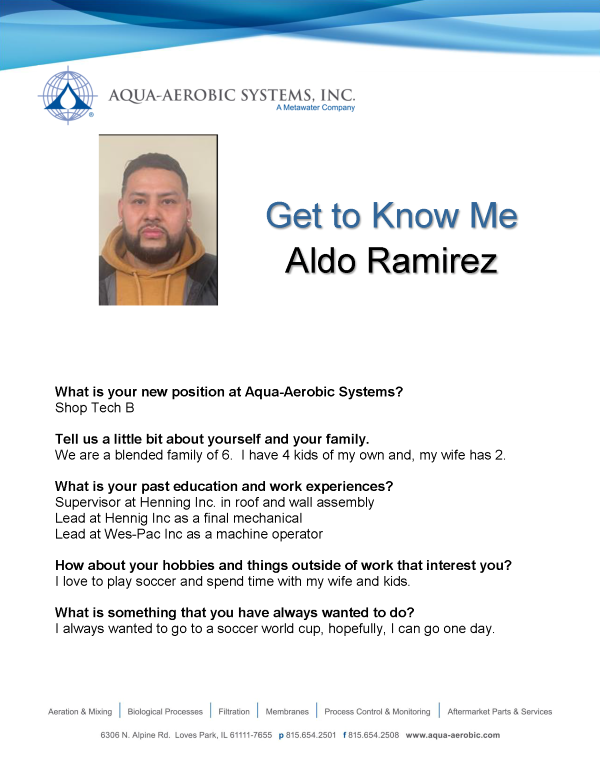 AQUA-AEROBIC SYSTEMS, INC.
A Metawater Company
®
Get to Know Me
Aldo Ramirez
What is your new position at Aqua-Aerobic Systems?
Shop Tech B
Tell us a little bit about yourself and your family.
We are a blended family of 6.  I have 4 kids of my own and, my wife has 2.
What is your past education and work experiences?
Supervisor at Henning Inc. in roof and wall assembly
Lead at Hennig Inc as a final mechanical
Lead at Wes-Pac Inc as a machine operator
How about your hobbies and things outside of work that interest you?
I love to play soccer and spend time with my wife and kids.
What is something that you have always wanted to do?
I always wanted to go to a soccer world cup, hopefully, I can go one day.
Aeration & Mixing | Biological Processes | Filtration | Membranes | Process Control & Monitoring | Aftermarket Parts & Services
6306 N. Alpine Rd.  Loves Park, IL 61111-7655  p 815.654.2501  f 815.654.2508  www.aqua-aerobic.com